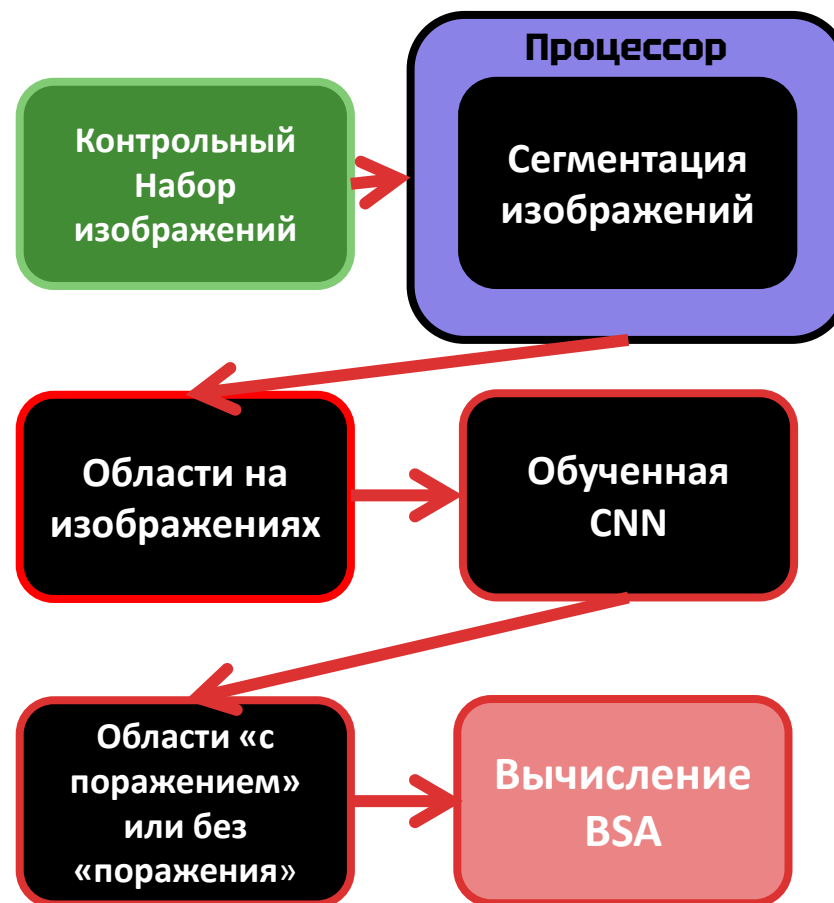 Процессор
Контрольный
Набор
изображений
Сегментация
изображений
Области на
изображениях
Обученная
CNN
Области «с
поражением»
или без
«поражения»
Вычисление
BSA